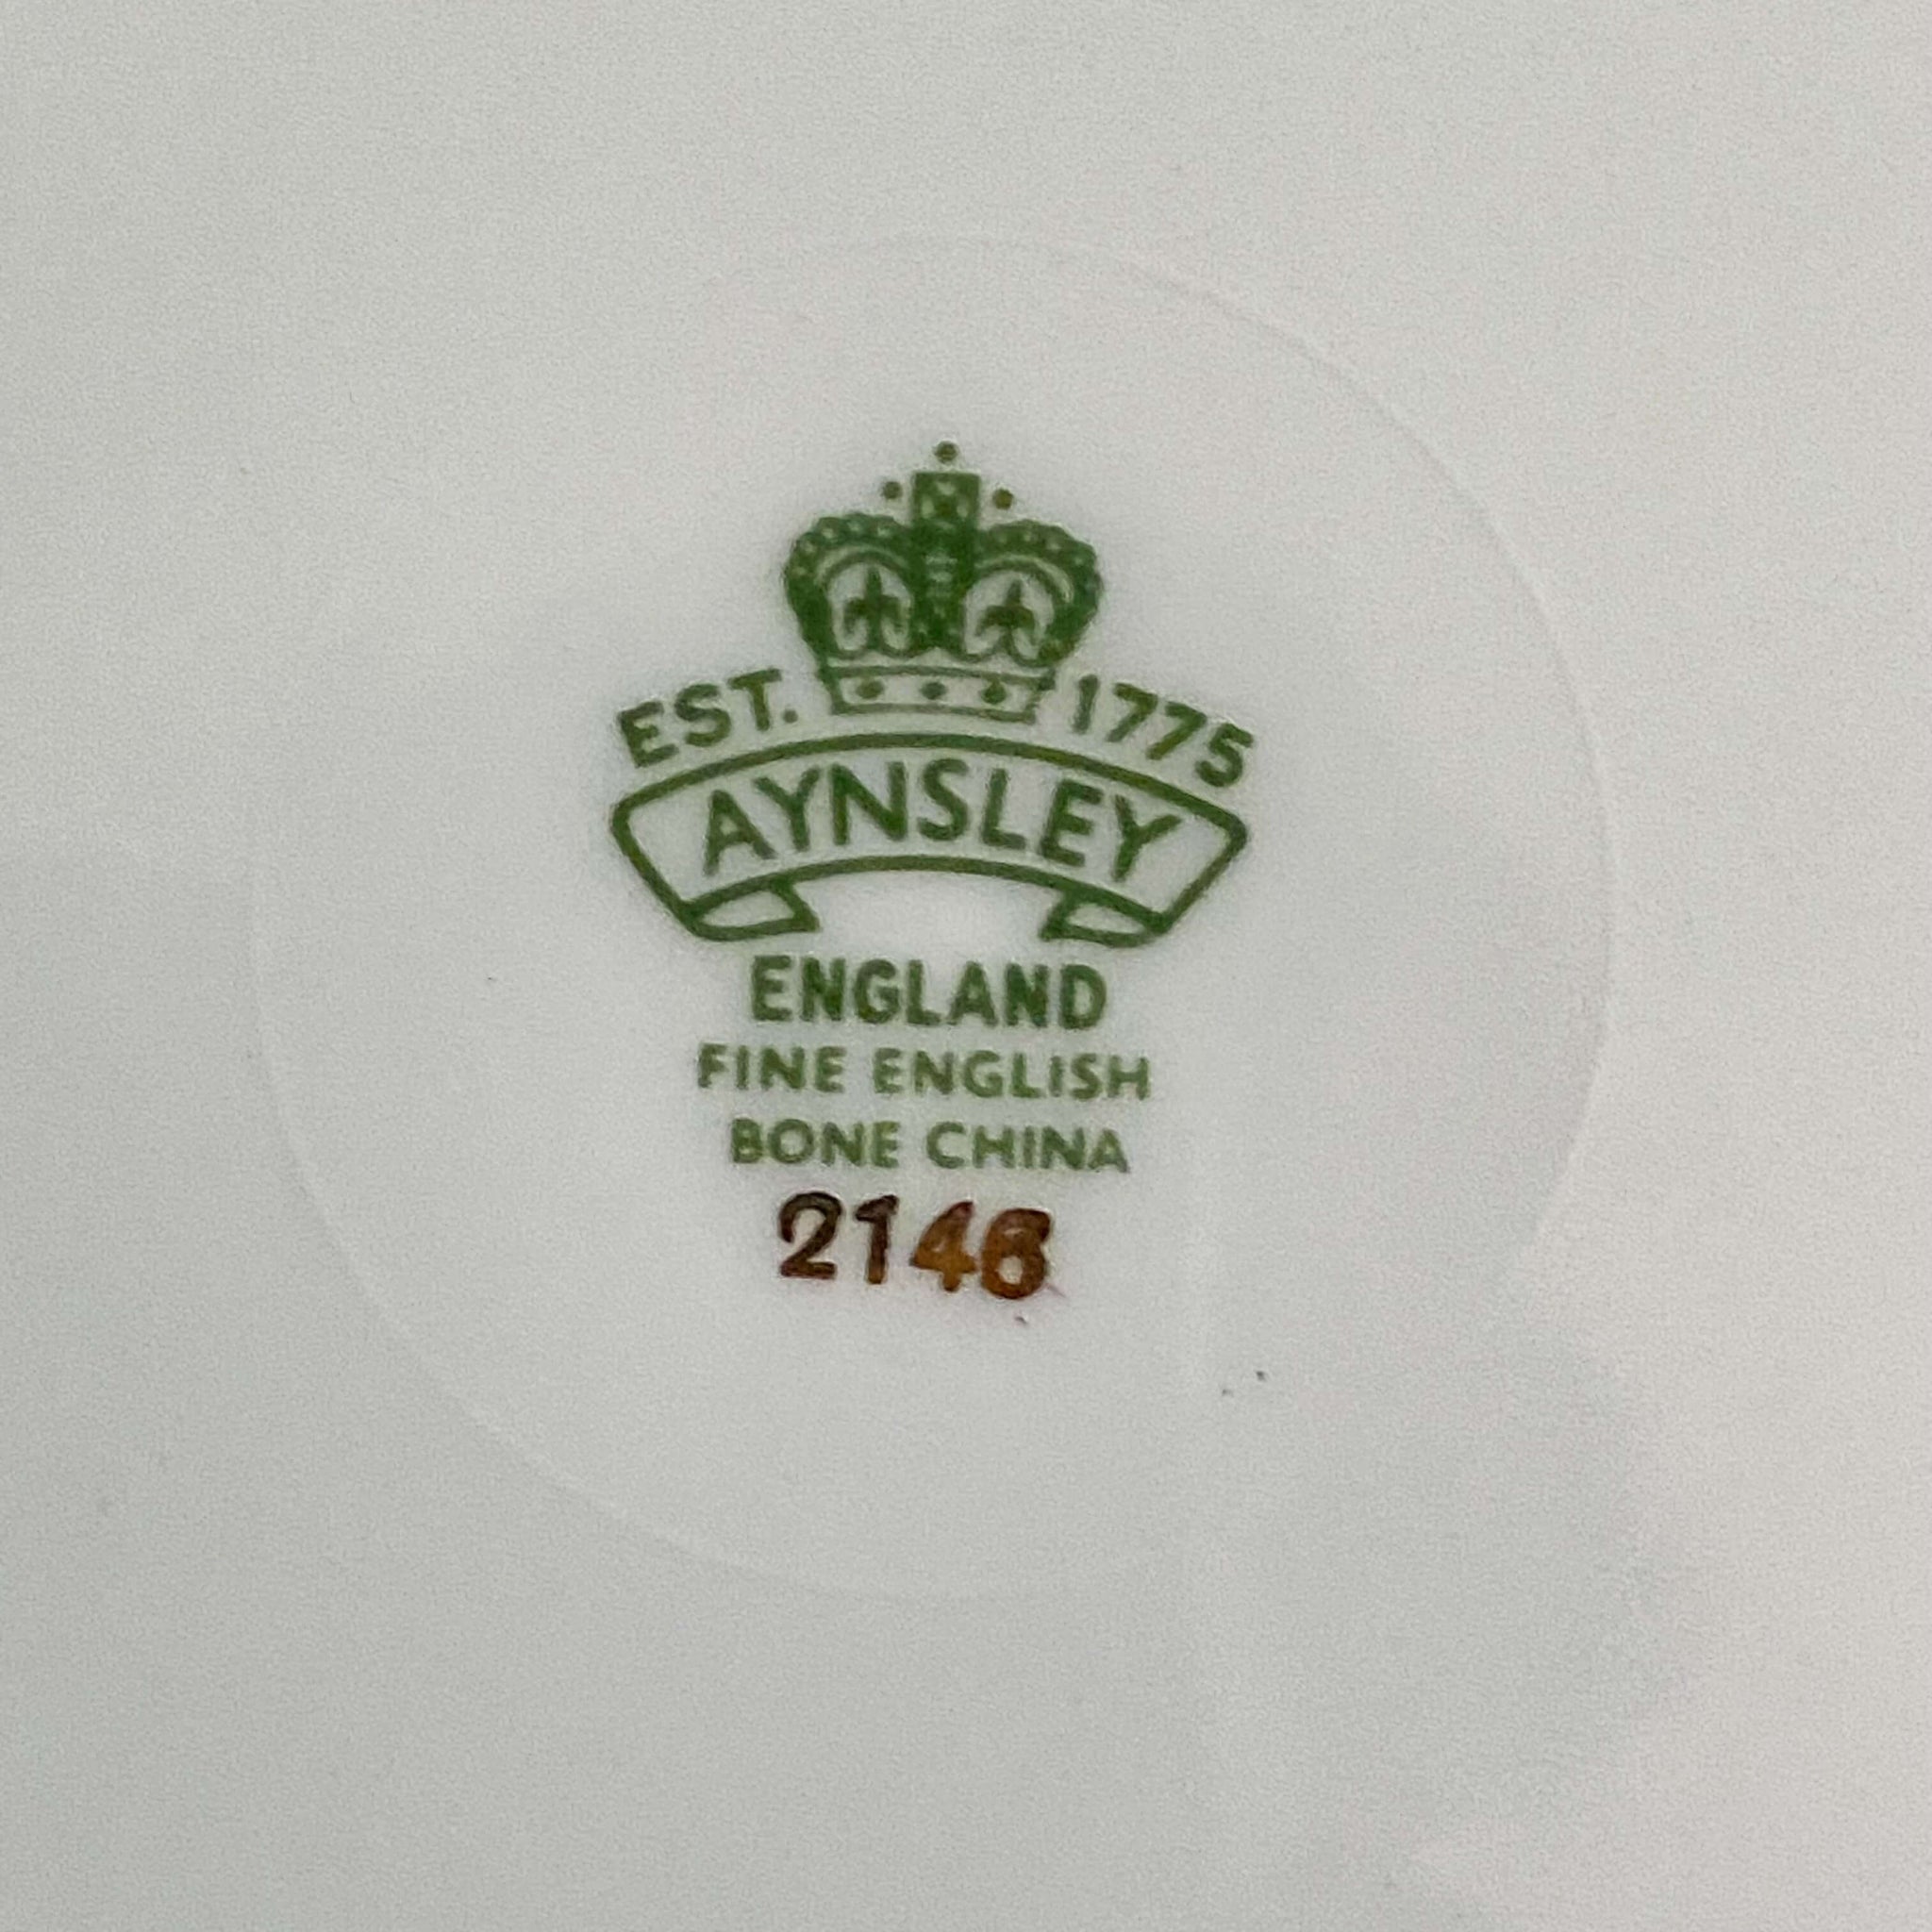 EST. 1775
AYNSLEY
ENGLAND
FINE ENGLISH
BONE CHINA
2146